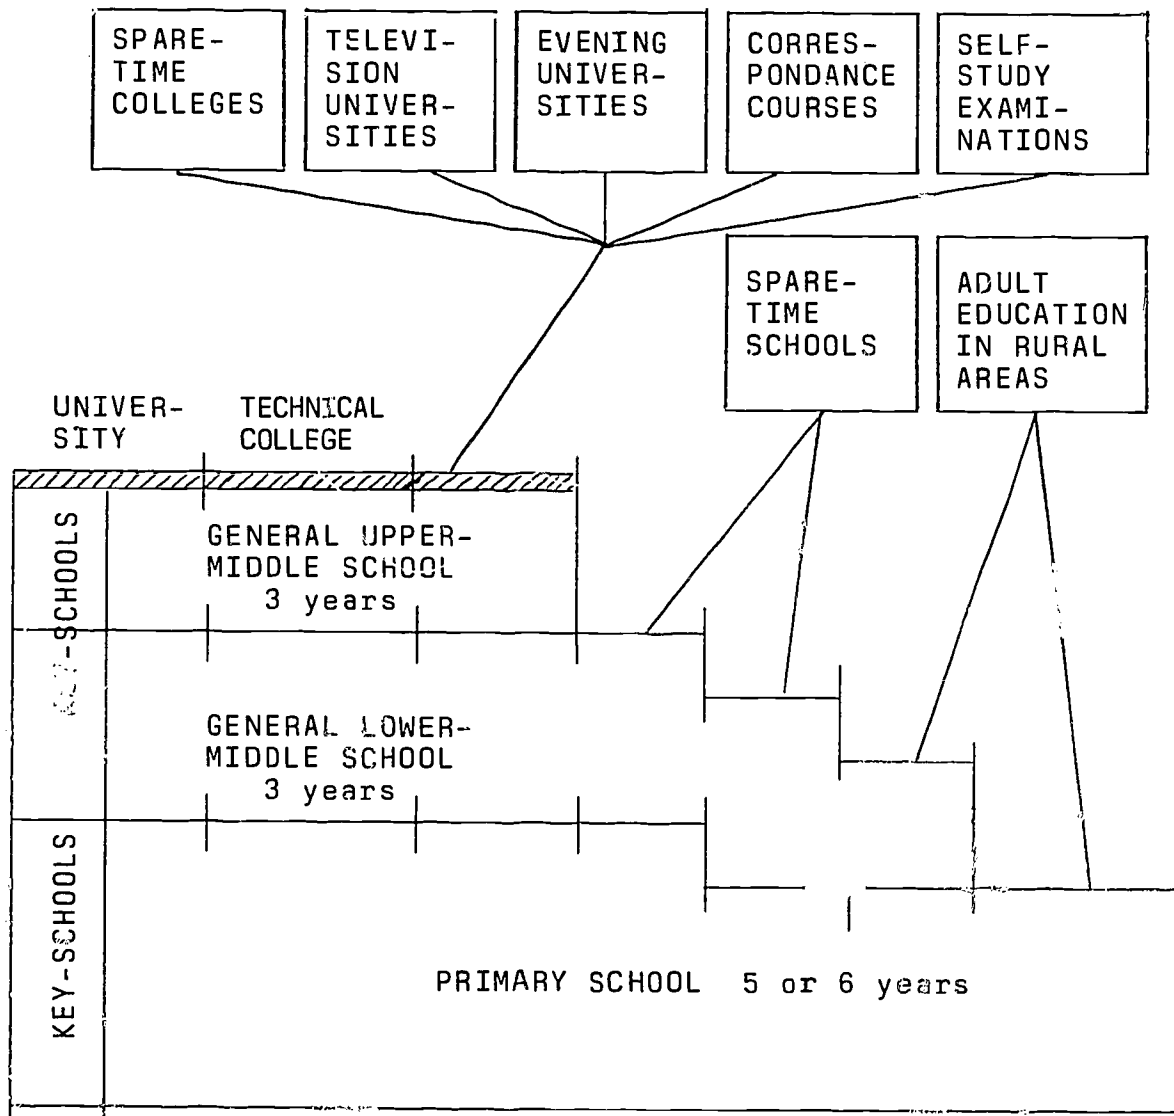 SPARE-
TIME
COLLEGES
TELEVI-
SION
UNIVER-
SITIES
EVENING
UNIVER-
SITIES
CORRES-
PONDANCE
COURSES
SELF-
STUDY
EXAMI-
NATIONS
SPARE-
TIME
SCHOOLS
ADULT
EDUCATION
IN RURAL
AREAS
UNIVER-
SITY
TECHNICAL
COLLEGE
-SCHOOLS
GENERAL UPPER-
MIDDLE SCHOOL
3 years
GENERAL LOWER-
MIDDLE SCHOOL
3 years
KEY-SCHOOLS
PRIMARY SCHOOL 5 or 6 years